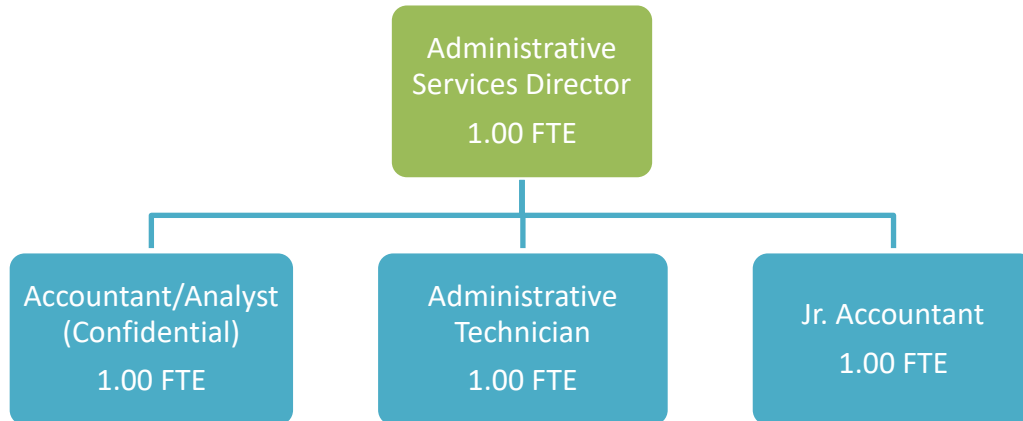 Administrative
Services Director
1.00 FTE
Accountant/Analyst
(Confidential)
1.00 FTE
Administrative
Technician
1.00 FTE
Jr. Accountant
1.00 FTE